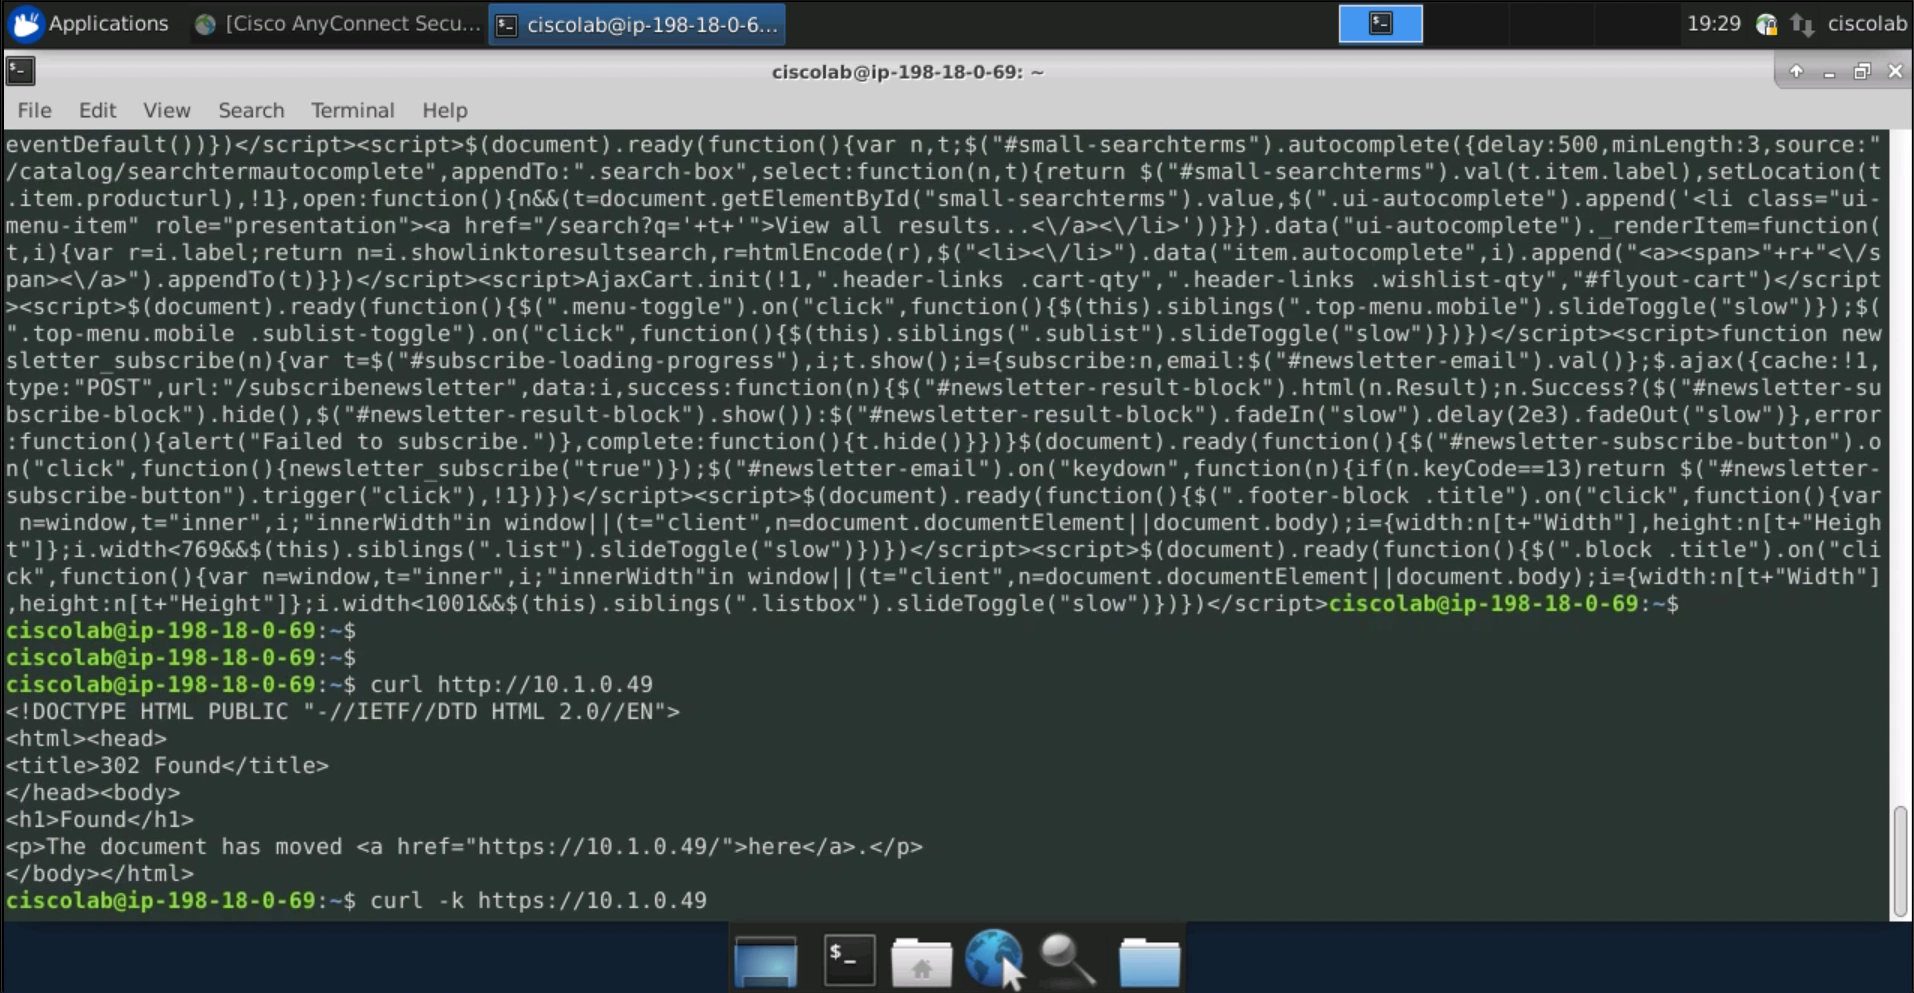 Applications [Cisco AnyConnect Secu... ciscolab@ip-198-18-0-6... 19:29 ciscolab
ciscolab@ip-198-18-0-69: ~
File Edit View Search Terminal Help
eventDefault())})</script><script>$(document).ready(function(){var n,t;$("#small-searchterms").autocomplete({delay:500,minLength:3,source:"
/catalog/searchtermautocomplete",appendTo:".search-box",select:function(n,t){return $("#small-searchterms").val(t.item.label),setLocation(t
.item.producturl),!1},open:function(){n&&(t=document.getElementById("small-searchterms").value,$(".ui-autocomplete").append('<li class="ui-
menu-item" role="presentation"><a href="/search?q='+t+'">View all results...<\/a><\/li>'))}}).data("ui-autocomplete")._renderItem=function(
t,i){var r=i.label;return n=i.showlinktoresultsearch,r=htmlEncode(r),$("<li><\/li>").data("item.autocomplete",i).append("<a><span>"+r+"<\/s
pan><\/a>").appendTo(t)}})</script><script>AjaxCart.init(!1,".header-links .cart-qty",".header-links .wishlist-qty","#flyout-cart")</script
><script>$(document).ready(function(){$(".menu-toggle").on("click",function(){$(this).siblings(".top-menu.mobile").slideToggle("slow")});$(
".top-menu.mobile .sublist-toggle").on("click",function(){$(this).siblings(".sublist").slideToggle("slow")})})</script><script>function new
sletter_subscribe(n){var t=$("#subscribe-loading-progress"),i;t.show();i={subscribe:n,email:$("#newsletter-email").val()};$.ajax({cache:!1,
type:"POST",url:"/subscribenewsletter",data:i,success:function(n){$("#newsletter-result-block").html(n.Result);n.Success?($("#newsletter-su
bscribe-block").hide(),$("#newsletter-result-block").show()):$("#newsletter-result-block").fadeIn("slow").delay(2e3).fadeOut("slow")},error
:function(){alert("Failed to subscribe.")},complete:function(){t.hide()}})}$(document).ready(function(){$("#newsletter-subscribe-button").o
n("click",function(){newsletter_subscribe("true")});$("#newsletter-email").on("keydown",function(n){if(n.keyCode==13)return $("#newsletter-
subscribe-button").trigger("click"),!1})})</script><script>$(document).ready(function(){$(".footer-block .title").on("click",function(){var
 n=window,t="inner",i;"innerWidth"in window||(t="client",n=document.documentElement||document.body);i={width:n[t+"Width"],height:n[t+"Heigh
t"]};i.width<769&&$(this).siblings(".list").slideToggle("slow")})})</script><script>$(document).ready(function(){$(".block .title").on("cli
ck",function(){var n=window,t="inner",i;"innerWidth"in window||(t="client",n=document.documentElement||document.body);i={width:n[t+"Width"]
,height:n[t+"Height"]};i.width<1001&&$(this).siblings(".listbox").slideToggle("slow")})})</script>ciscolab@ip-198-18-0-69:~$
ciscolab@ip-198-18-0-69:~$
ciscolab@ip-198-18-0-69:~$
ciscolab@ip-198-18-0-69:~$ curl http://10.1.0.49
<!DOCTYPE HTML PUBLIC "-//IETF//DTD HTML 2.0//EN">
<html><head>
<title>302 Found</title>
</head><body>
<h1>Found</h1>
<p>The document has moved <a href="https://10.1.0.49/">here</a>.</p>
</body></html>
ciscolab@ip-198-18-0-69:~$ curl -k https://10.1.0.49